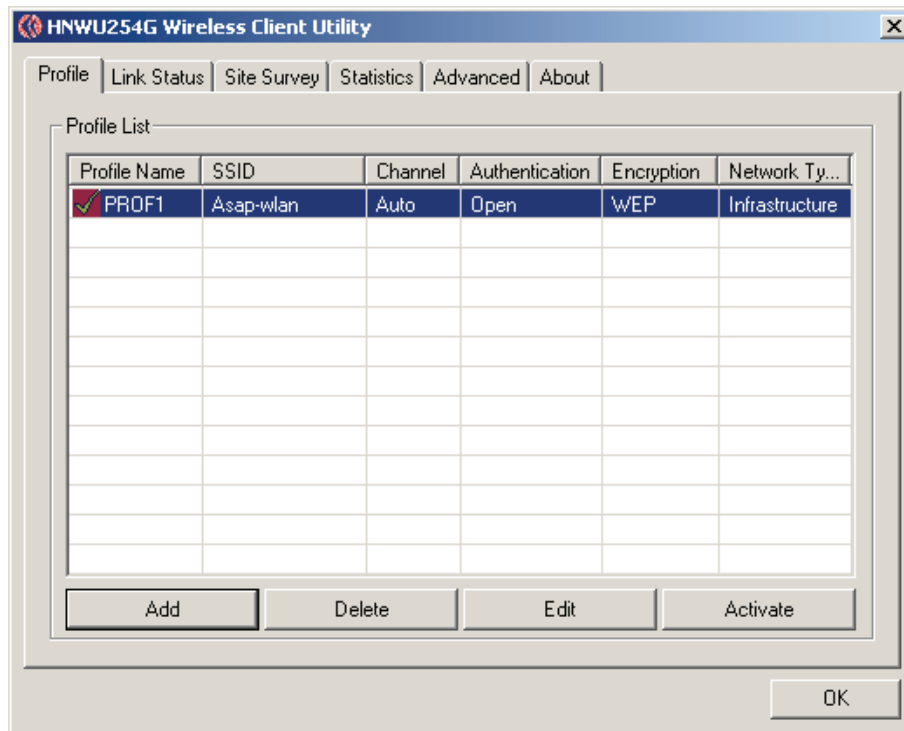 HNWU254G Wireless Client Utility
Profile Link Status Site Survey Statistics Advanced About
Profile List
Profile Name SSID Channel Authentication Encryption Network Ty...
PROF1 Asap-wlan Auto Open WEP Infrastructure
Add Delete Edit Activate
OK